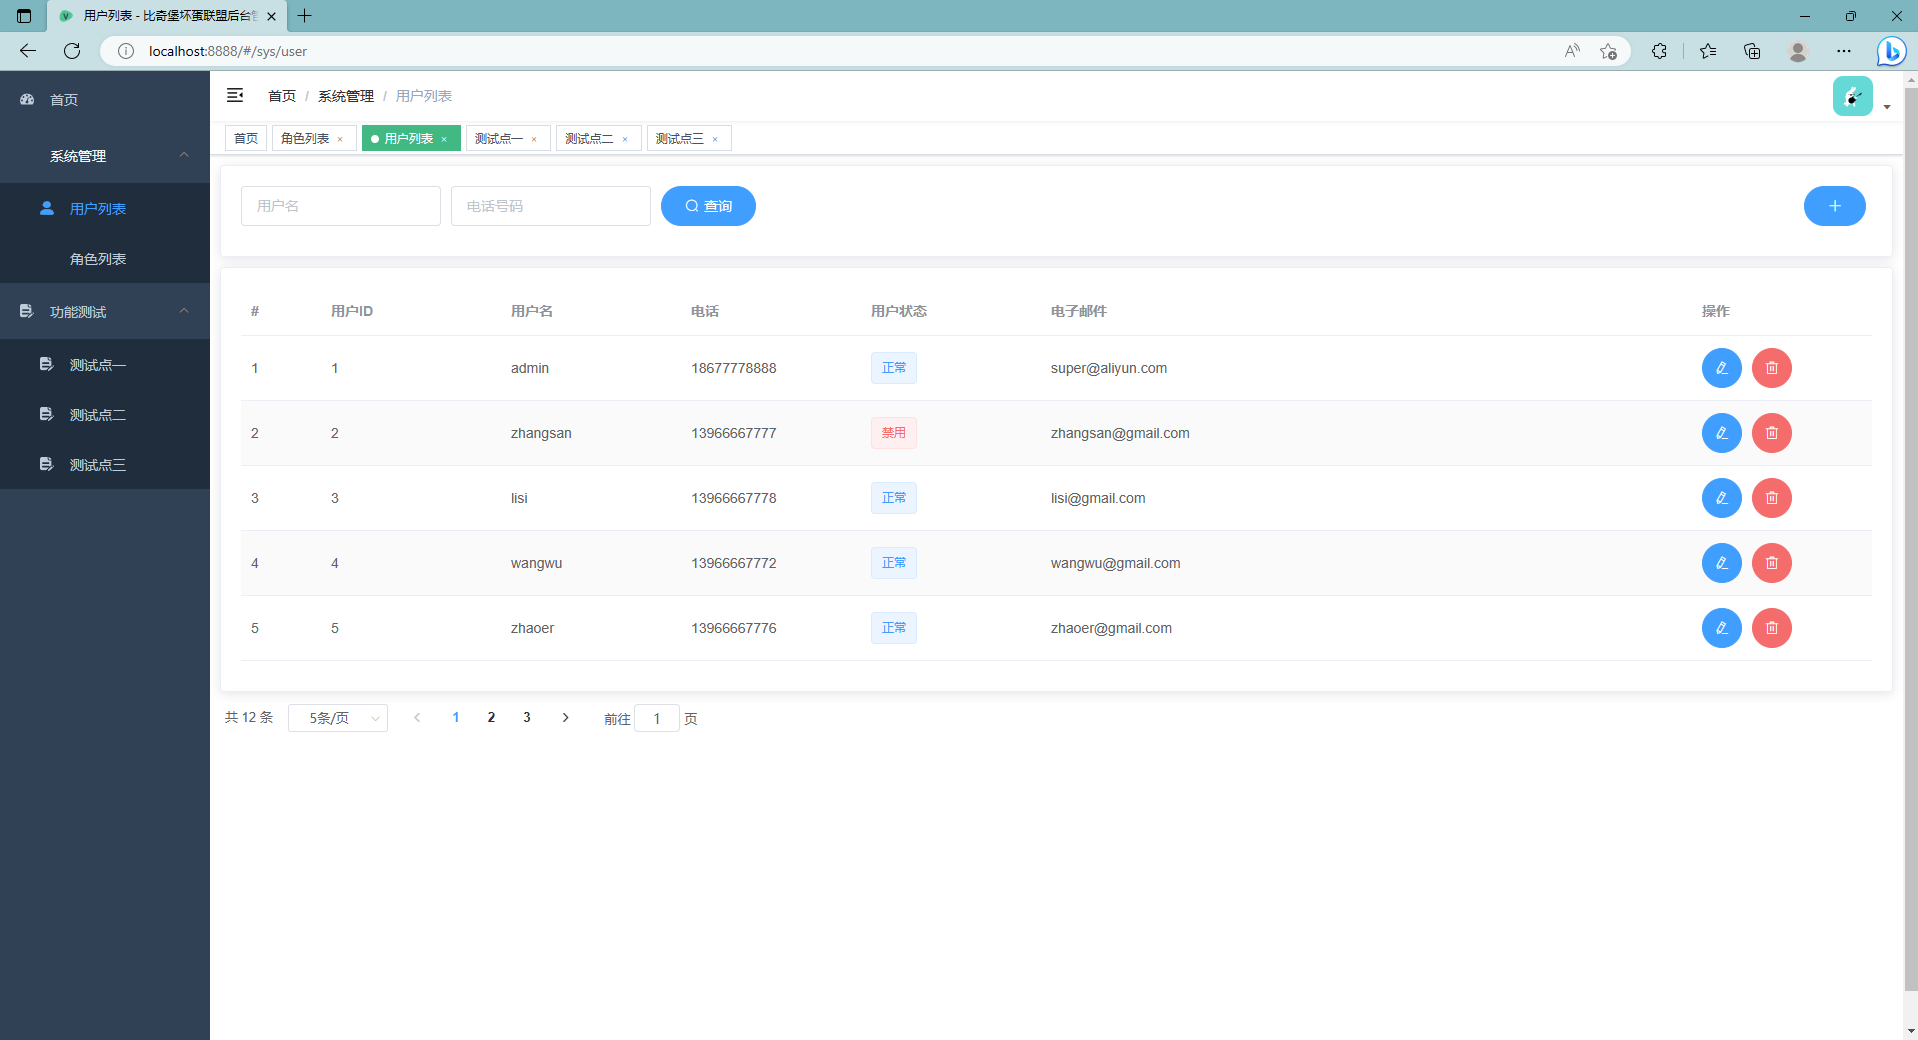 用户列表 - 比奇堡坏蛋联盟后台
localhost:8888/#/sys/user
首页
系统管理
用户列表
角色列表
功能测试
测试点一
测试点二
测试点三
首页 / 系统管理 / 用户列表
首页 角色列表 × 用户列表 × 测试点一 × 测试点二 × 测试点三 ×
用户名 电话号码 查询 +
# 用户ID 用户名 电话 用户状态 电子邮件 操作
1 1 admin 18677778888 正常 super@aliyun.com
2 2 zhangsan 13966667777 禁用 zhangsan@gmail.com
3 3 lisi 13966667778 正常 lisi@gmail.com
4 4 wangwu 13966667772 正常 wangwu@gmail.com
5 5 zhaoer 13966667776 正常 zhaoer@gmail.com
共 12 条 5条/页 < 1 2 3 > 前往 1 页